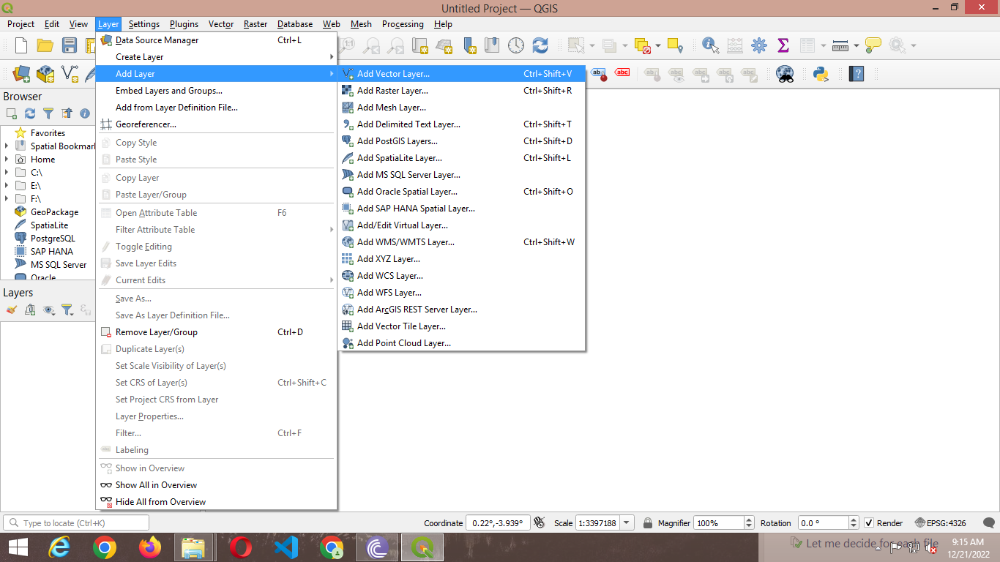 Untitled Project — QGIS
Project Edit View Layer Settings Plugins Vector Raster Database Web Mesh Processing Help
Data Source Manager Ctrl+L
Create Layer
Add Layer
Embed Layers and Groups...
Add from Layer Definition File...
Georeferencer...
Copy Style
Paste Style
Copy Layer
Paste Layer/Group
Open Attribute Table F6
Filter Attribute Table
Toggle Editing
Save Layer Edits
Current Edits
Save As...
Save As Layer Definition File...
Remove Layer/Group Ctrl+D
Duplicate Layer(s)
Set Scale Visibility of Layer(s)
Set CRS of Layer(s) Ctrl+Shift+C
Set Project CRS from Layer
Layer Properties...
Filter... Ctrl+F
Labeling
Show in Overview
Show All in Overview
Hide All from Overview
Add Vector Layer... Ctrl+Shift+V
Add Raster Layer... Ctrl+Shift+R
Add Mesh Layer...
Add Delimited Text Layer... Ctrl+Shift+T
Add PostGIS Layers... Ctrl+Shift+D
Add SpatiaLite Layer... Ctrl+Shift+L
Add MS SQL Server Layer...
Add Oracle Spatial Layer... Ctrl+Shift+O
Add SAP HANA Spatial Layer...
Add/Edit Virtual Layer...
Add WMS/WMTS Layer... Ctrl+Shift+W
Add XYZ Layer...
Add WCS Layer...
Add WFS Layer...
Add ArcGIS REST Server Layer...
Add Vector Tile Layer...
Add Point Cloud Layer...
1:1
ab
abc
abc
abc
abc
abc
abc
Browser
Favorites
Spatial Bookmar
Home
C:\
E:\
F:\
GeoPackage
SpatiaLite
PostgreSQL
SAP HANA
MS SQL Server
Oracle
Layers
Type to locate (Ctrl+K)
Coordinate 0.22°,-3.939° Scale 1:3397188 Magnifier 100% Rotation 0.0 ° Render EPSG:4326
Let me decide for each file
9:15 AM
12/21/2022